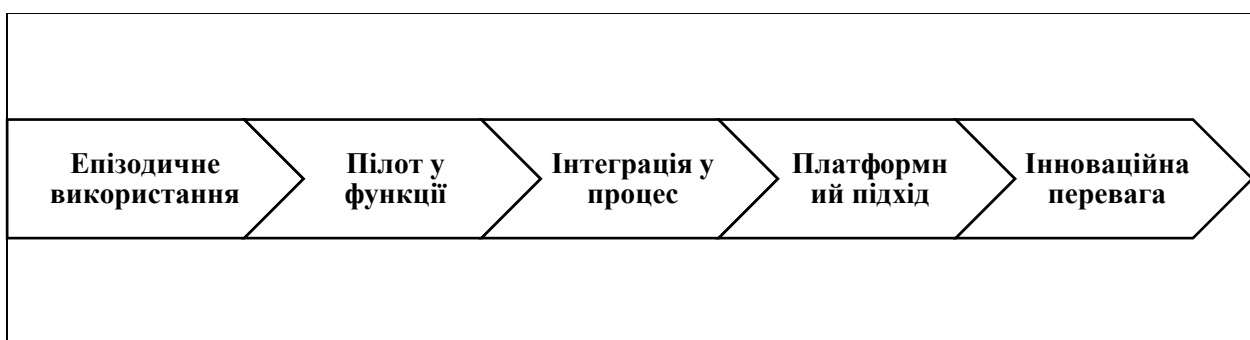 Епізодичне
використання
Пілот у
функції
Інтеграція у
процес
Платформн
ий підхід
Інноваційна
перевага